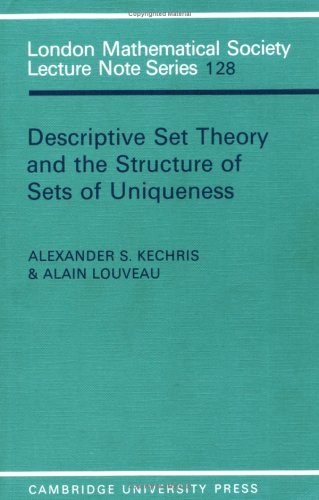 London Mathematical Society
Lecture Note Series 128
Descriptive Set Theory
and the Structure of
Sets of Uniqueness
ALEXANDER S. KECHRIS
& ALAIN LOUVEAU
CAMBRIDGE UNIVERSITY PRESS